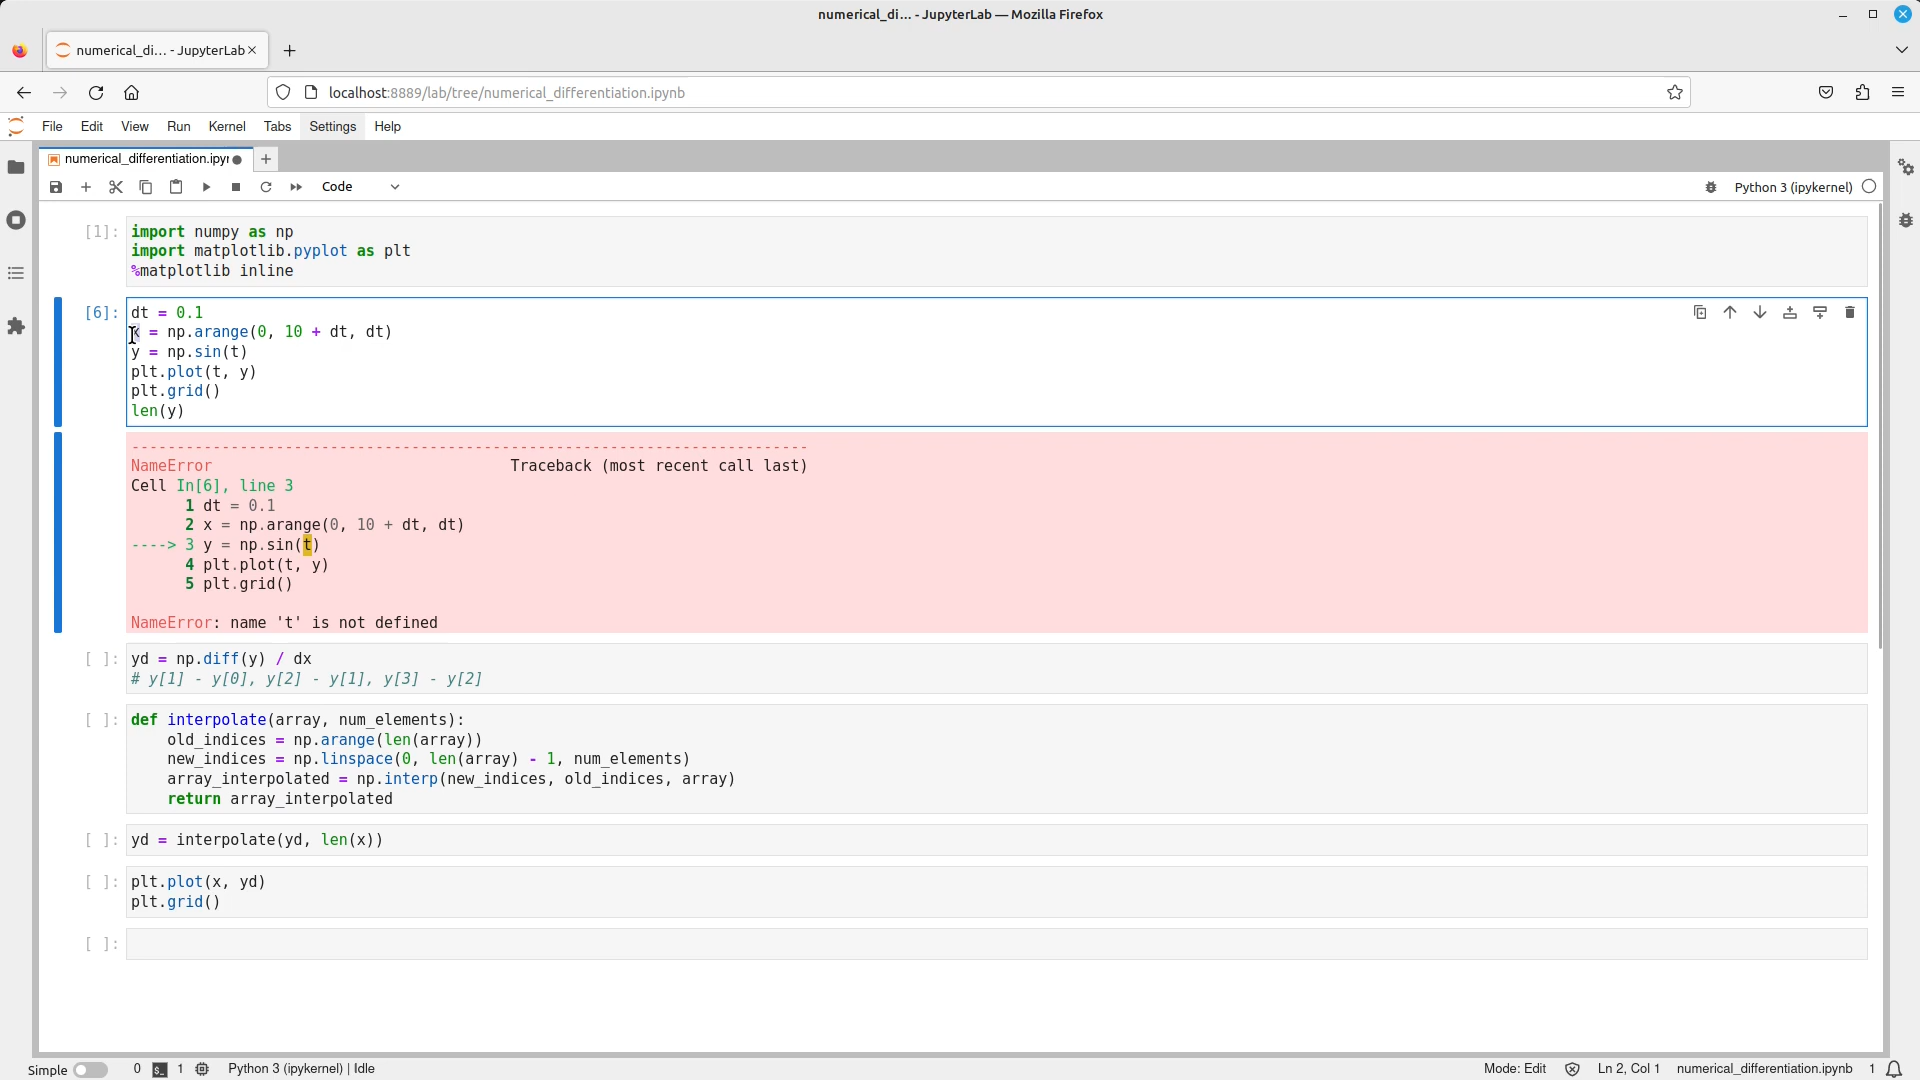 numerical_di... - JupyterLab — Mozilla Firefox
numerical_di... - JupyterLab
localhost:8889/lab/tree/numerical_differentiation.ipynb
File Edit View Run Kernel Tabs Settings Help
numerical_differentiation.ipyr
Code
Python 3 (ipykernel)
[1]: import numpy as np
import matplotlib.pyplot as plt
%matplotlib inline
[6]: dt = 0.1
x = np.arange(0, 10 + dt, dt)
y = np.sin(t)
plt.plot(t, y)
plt.grid()
len(y)
---------------------------------------------------------------------------
NameError                                 Traceback (most recent call last)
Cell In[6], line 3
      1 dt = 0.1
      2 x = np.arange(0, 10 + dt, dt)
----> 3 y = np.sin(t)
      4 plt.plot(t, y)
      5 plt.grid()
NameError: name 't' is not defined
[ ]: yd = np.diff(y) / dx
# y[1] - y[0], y[2] - y[1], y[3] - y[2]
[ ]: def interpolate(array, num_elements):
    old_indices = np.arange(len(array))
    new_indices = np.linspace(0, len(array) - 1, num_elements)
    array_interpolated = np.interp(new_indices, old_indices, array)
    return array_interpolated
[ ]: yd = interpolate(yd, len(x))
[ ]: plt.plot(x, yd)
plt.grid()
[ ]:
Simple 0 $_ 1 Python 3 (ipykernel) | Idle Mode: Edit Ln 2, Col 1 numerical_differentiation.ipynb 1